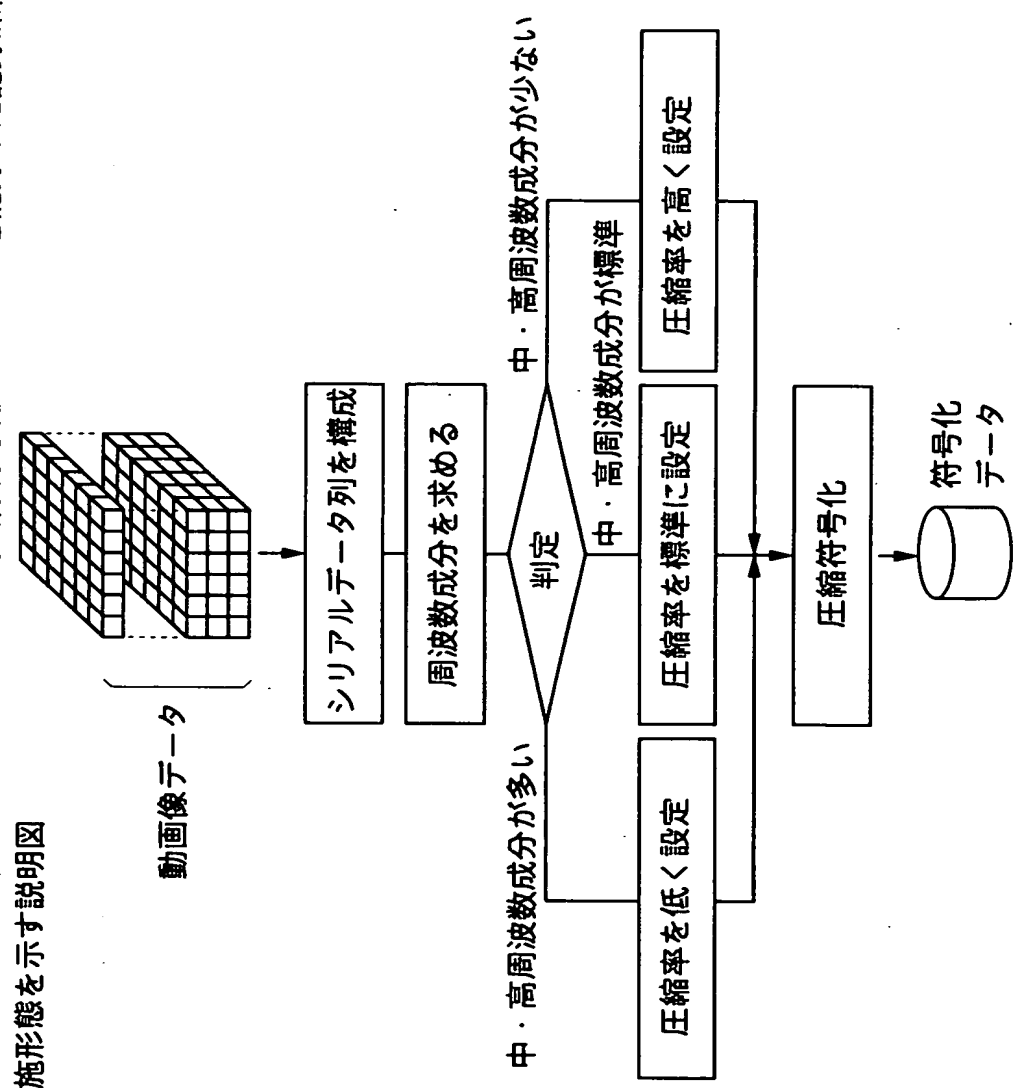 施形態を示す説明図
動画像データ
シリアルデータ列を構成
周波数成分を求める
判定
中・高周波数成分が多い
中・高周波数成分が標準
中・高周波数成分が少ない
圧縮率を低く設定
圧縮率を標準に設定
圧縮率を高く設定
圧縮符号化
符号化
データ